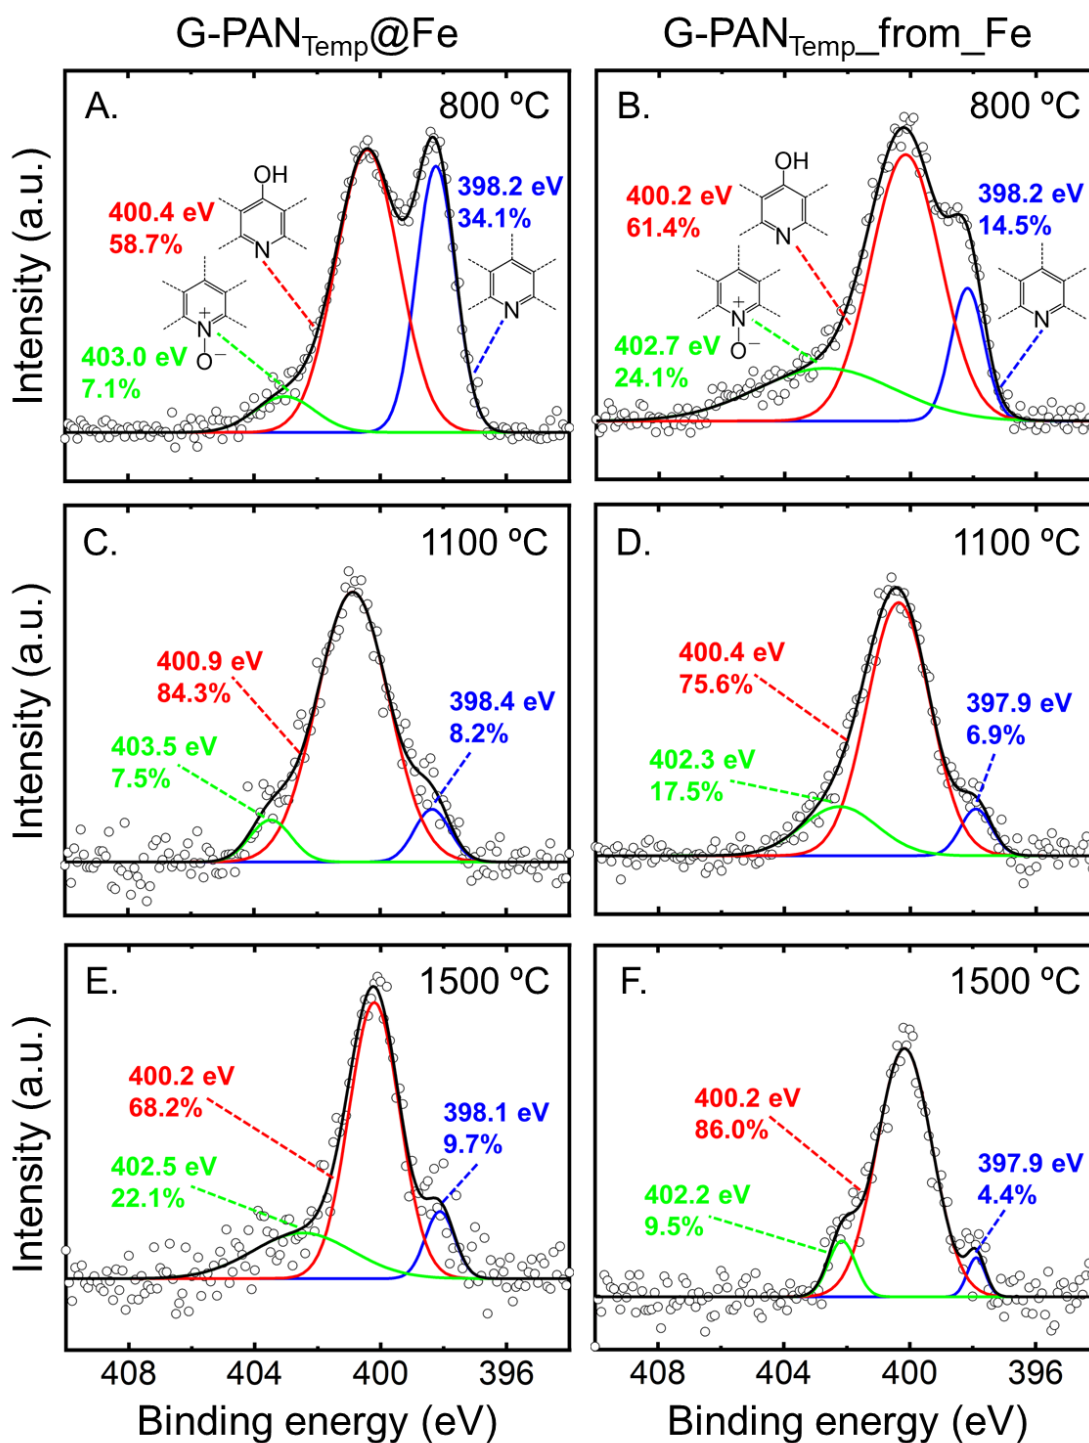 G-PANTemp@Fe
G-PANTemp_from_Fe
Intensity (a.u.)
A.
800 ºC
400.4 eV
58.7%
OH
N
398.2 eV
34.1%
N
N
+
O
−
403.0 eV
7.1%
B.
800 ºC
400.2 eV
61.4%
OH
N
398.2 eV
14.5%
N
N
+
O
−
402.7 eV
24.1%
Intensity (a.u.)
C.
1100 ºC
400.9 eV
84.3%
398.4 eV
8.2%
403.5 eV
7.5%
D.
1100 ºC
400.4 eV
75.6%
397.9 eV
6.9%
402.3 eV
17.5%
Intensity (a.u.)
E.
1500 ºC
400.2 eV
68.2%
398.1 eV
9.7%
402.5 eV
22.1%
408 404 400 396
Binding energy (eV)
F.
1500 ºC
400.2 eV
86.0%
397.9 eV
4.4%
402.2 eV
9.5%
408 404 400 396
Binding energy (eV)